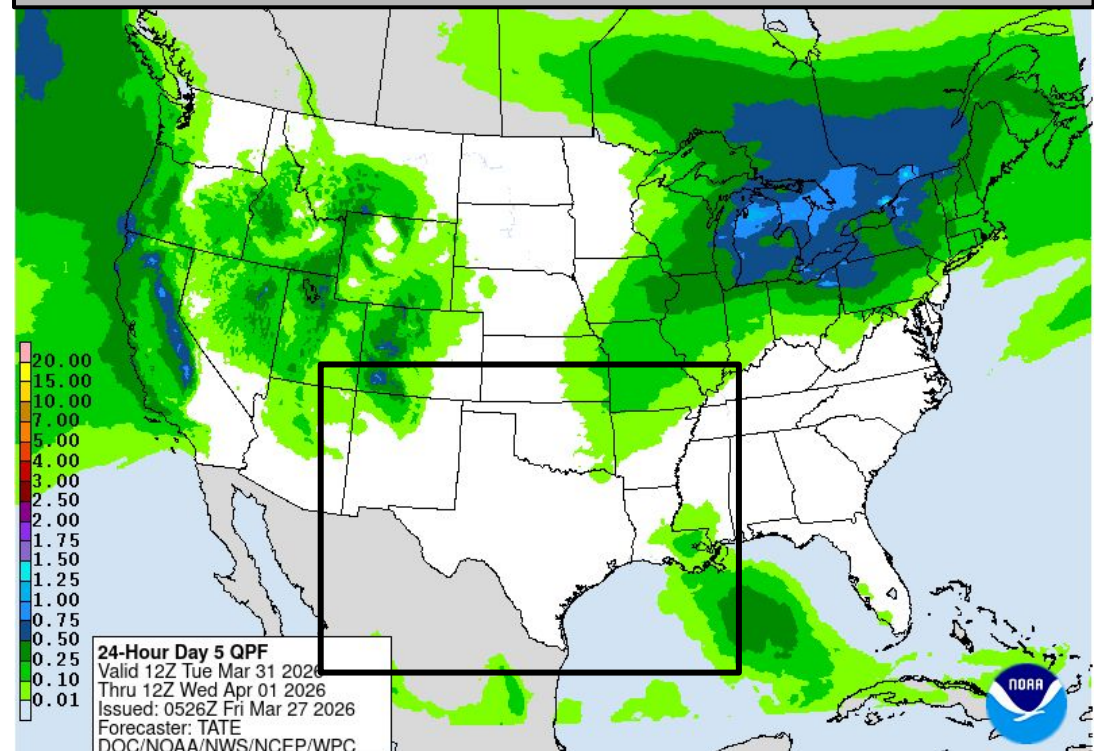 20.00
15.00
10.00
7.00
5.00
4.00
3.00
2.50
2.00
1.75
1.50
1.25
1.00
0.75
0.50
0.25
0.10
0.01
24-Hour Day 5 QPF
Valid 12Z Tue Mar 31 2026
Thru 12Z Wed Apr 01 2026
Issued: 0526Z Fri Mar 27 2026
Forecaster: TATE
DOC/NOAA/NWS/NCEP/WPC
NOAA